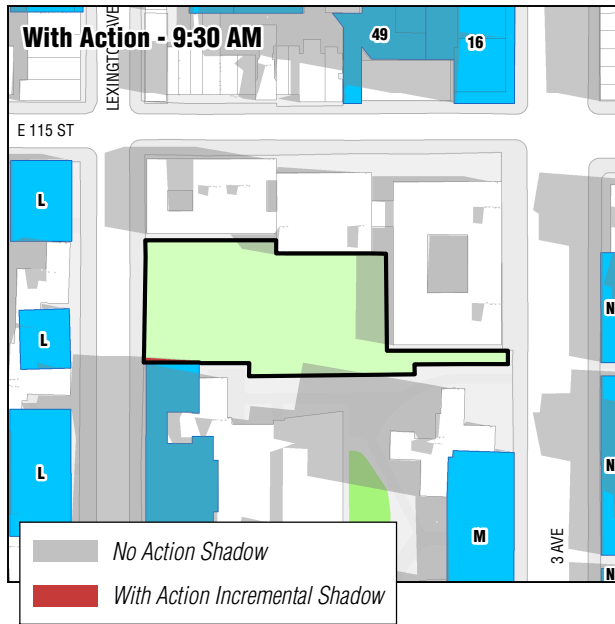 With Action - 9:30 AM
49
16
LEXINGTON AVE
E 115 ST
L
N
L
L
N
M
3 AVE
N
No Action Shadow
With Action Incremental Shadow